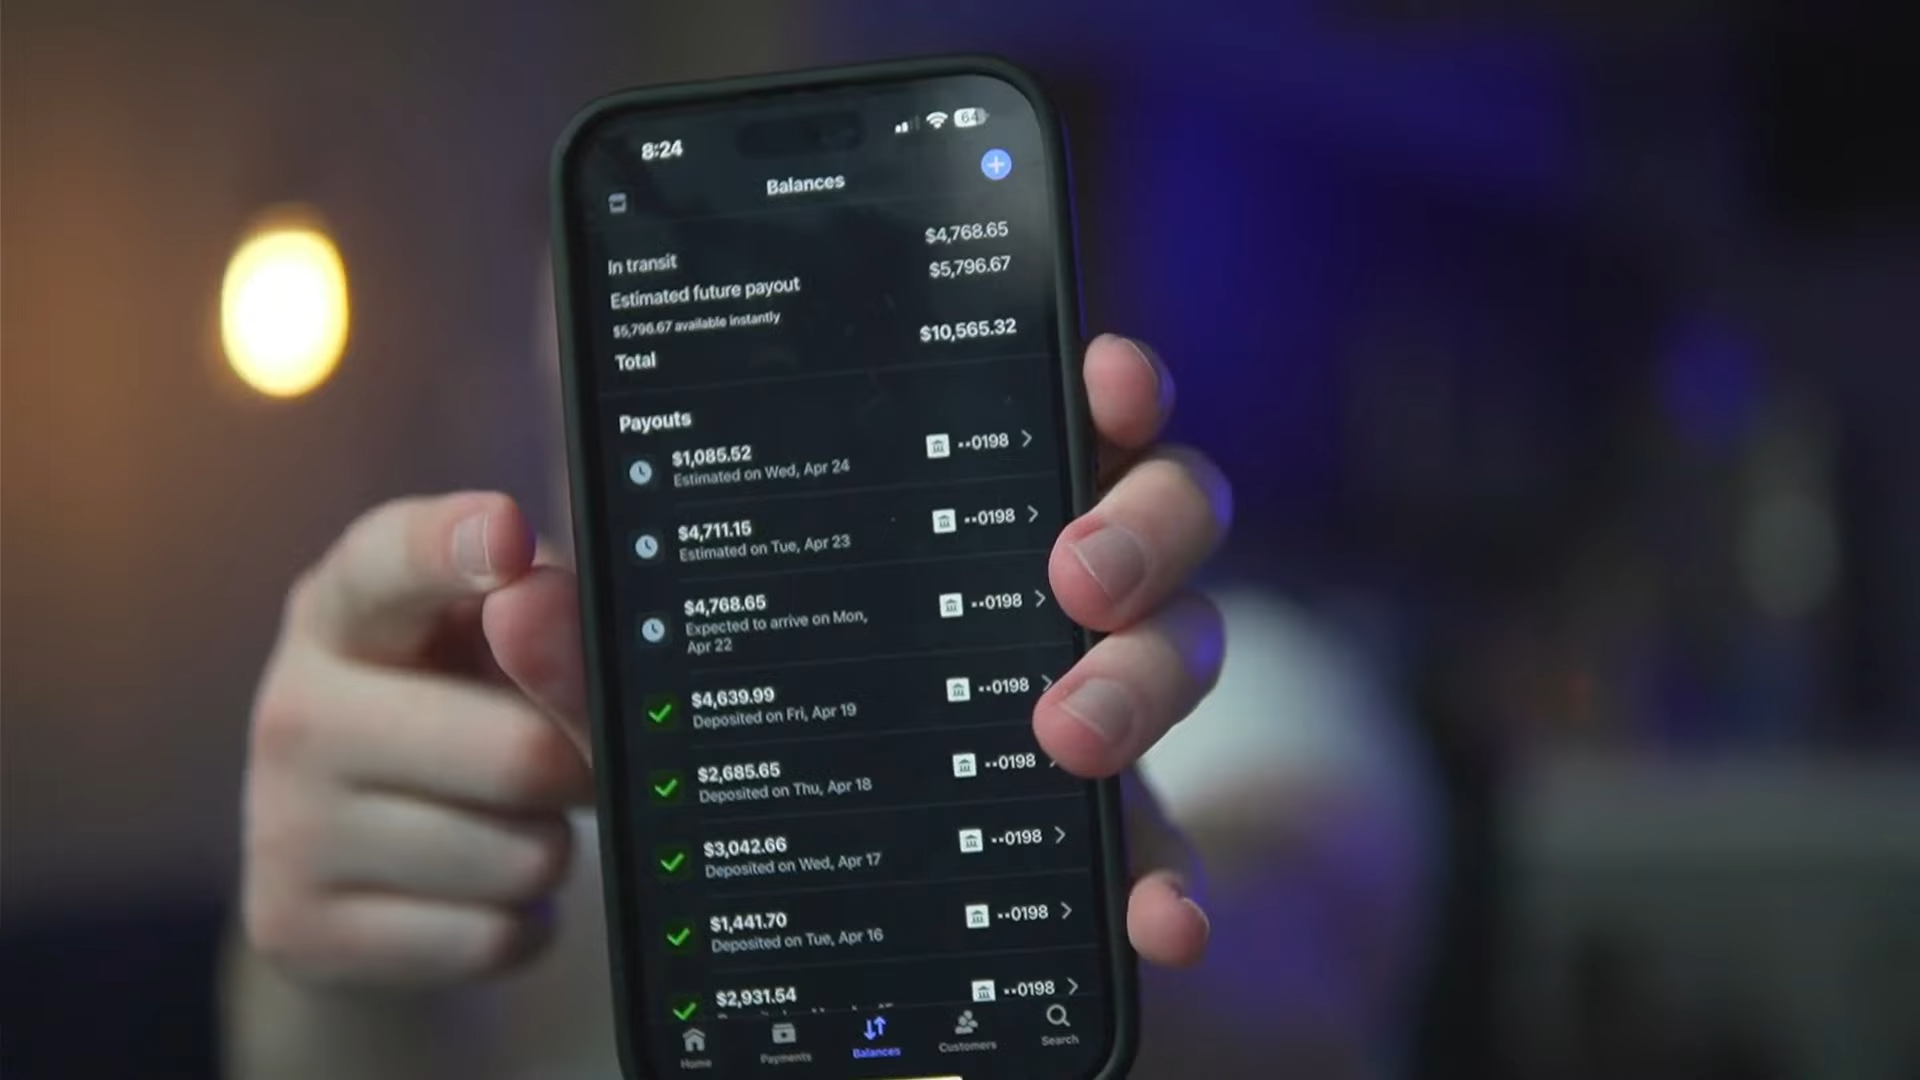 8:24
64
Balances
In transit $4,768.65
Estimated future payout $5,796.67
$5,796.67 available instantly
Total $10,565.32
Payouts
$1,085.52 ··0198
Estimated on Wed, Apr 24
$4,711.15 ··0198
Estimated on Tue, Apr 23
$4,768.65 ··0198
Expected to arrive on Mon,
Apr 22
$4,639.99 ··0198
Deposited on Fri, Apr 19
$2,685.65 ··0198
Deposited on Thu, Apr 18
$3,042.66 ··0198
Deposited on Wed, Apr 17
$1,441.70 ··0198
Deposited on Tue, Apr 16
$2,931.54 ··0198
Home Payments Balances Customers Search